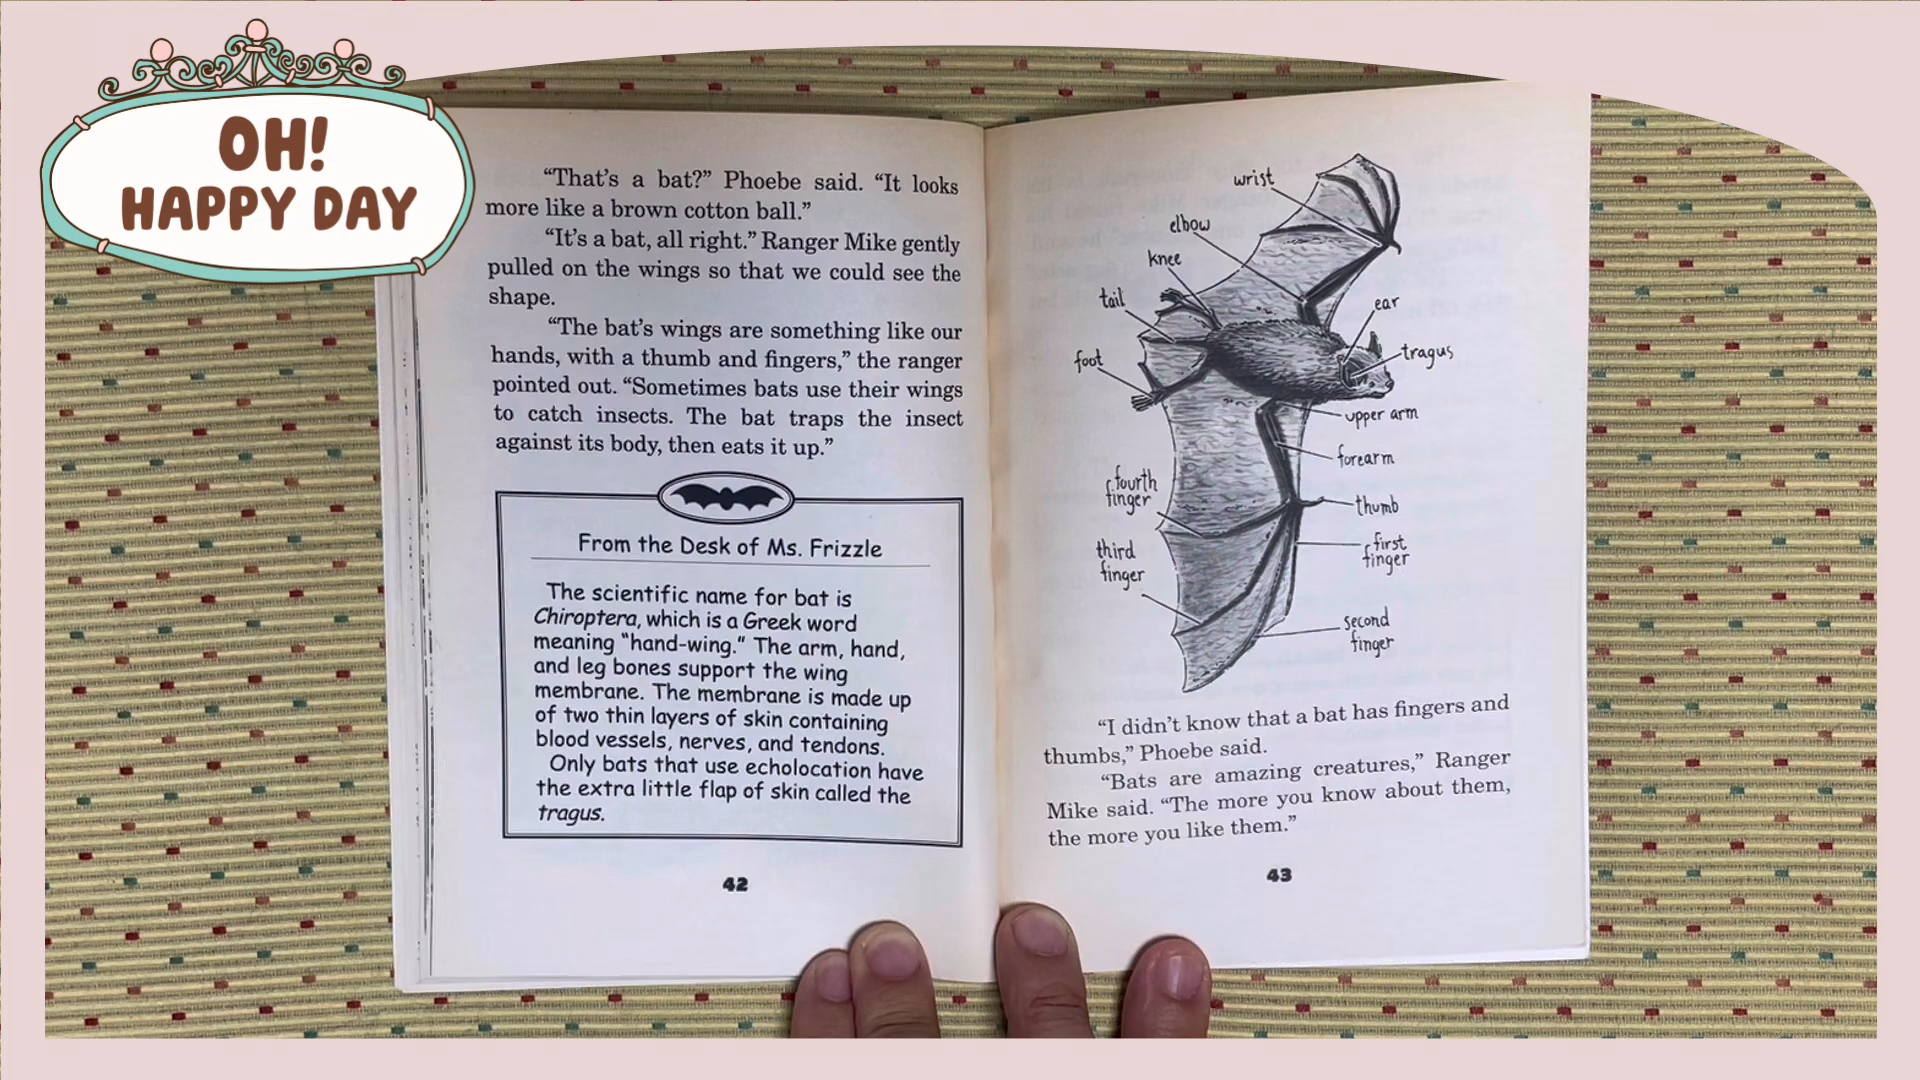 OH!
HAPPY DAY
“That’s a bat?” Phoebe said. “It looks
more like a brown cotton ball.”
“It’s a bat, all right.” Ranger Mike gently
pulled on the wings so that we could see the
shape.
“The bat’s wings are something like our
hands, with a thumb and fingers,” the ranger
pointed out. “Sometimes bats use their wings
to catch insects. The bat traps the insect
against its body, then eats it up.”
From the Desk of Ms. Frizzle
The scientific name for bat is
Chiroptera, which is a Greek word
meaning “hand-wing.” The arm, hand,
and leg bones support the wing
membrane. The membrane is made up
of two thin layers of skin containing
blood vessels, nerves, and tendons.
Only bats that use echolocation have
the extra little flap of skin called the
tragus.
42
wrist
elbow
knee
tail
ear
foot
tragus
upper arm
forearm
fourth
finger
thumb
third
finger
first
finger
second
finger
“I didn’t know that a bat has fingers and
thumbs,” Phoebe said.
“Bats are amazing creatures,” Ranger
Mike said. “The more you know about them,
the more you like them.”
43